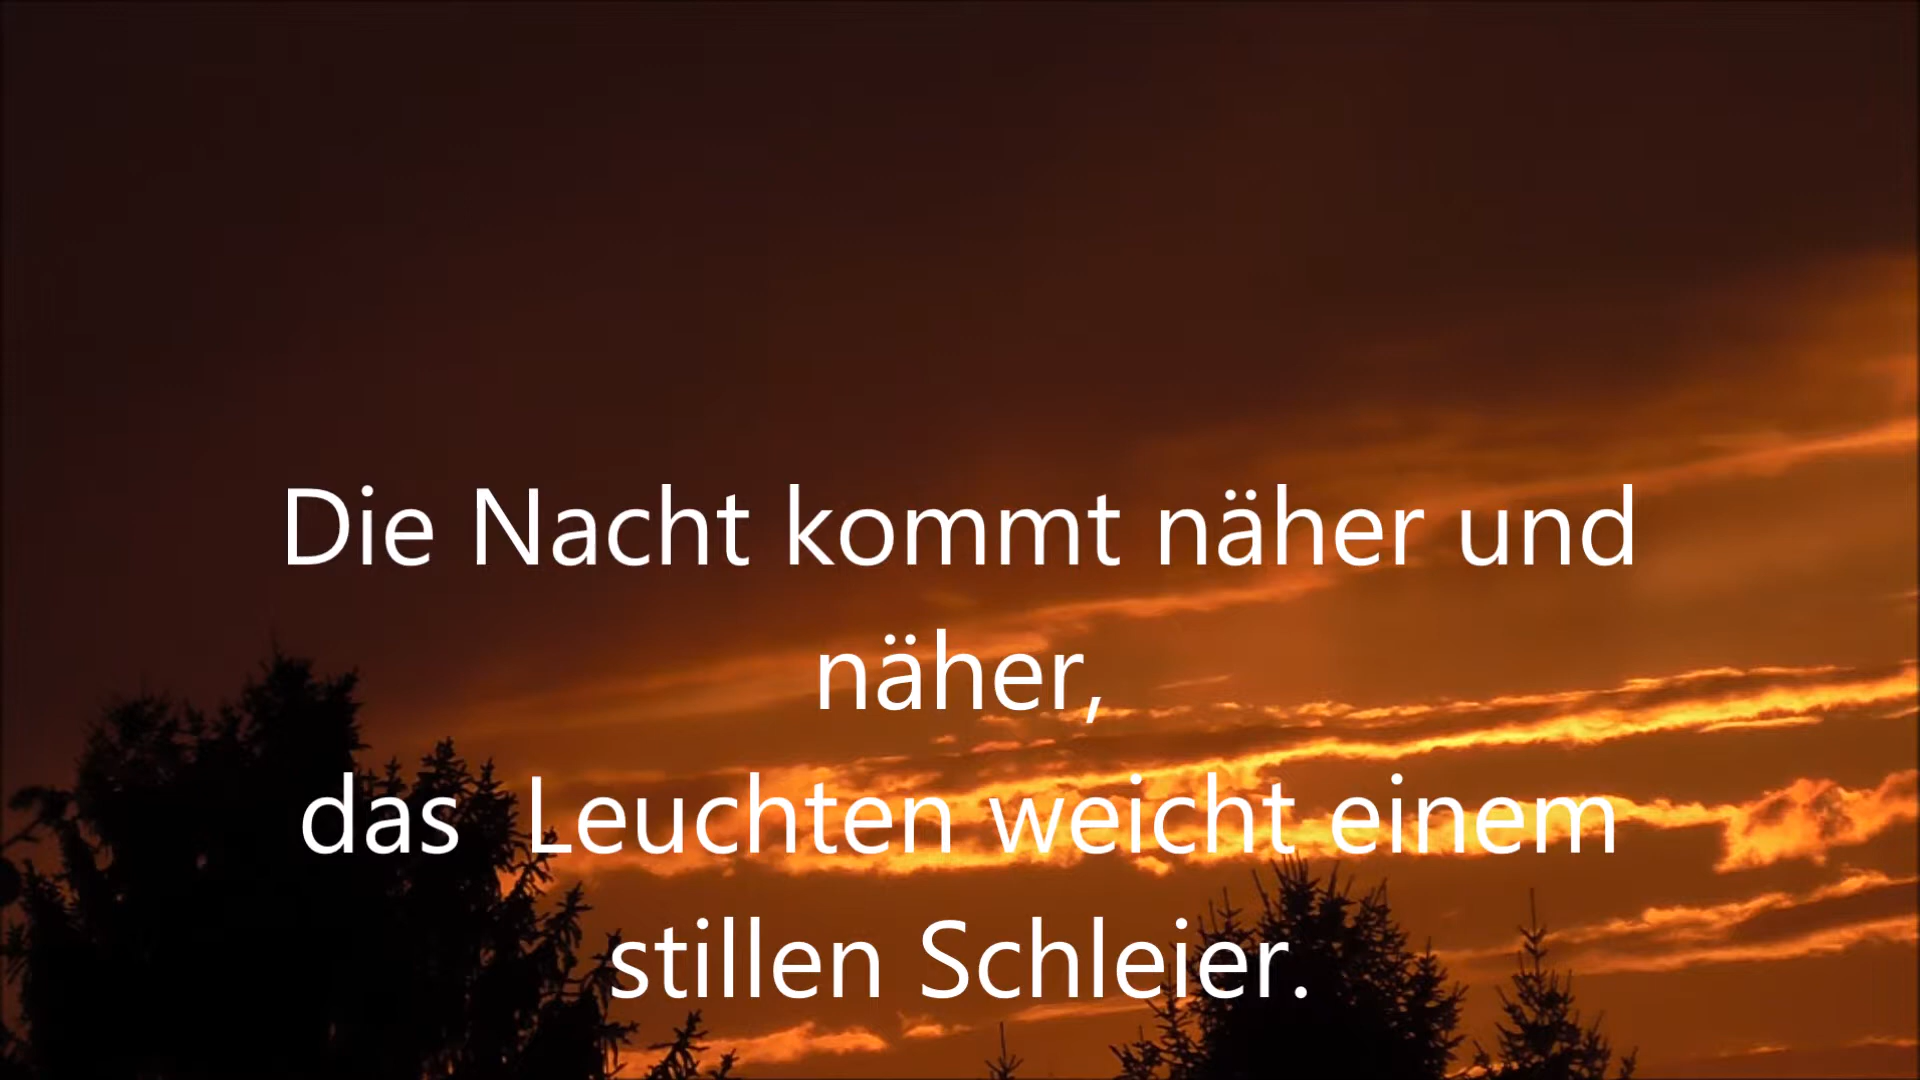 Die Nacht kommt näher und
näher,
das  Leuchten weicht einem
stillen Schleier.